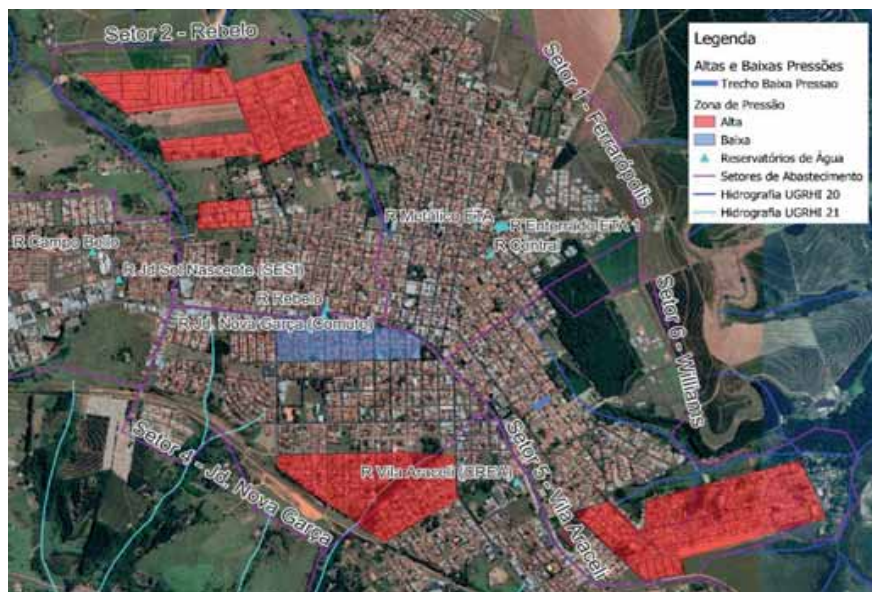 Setor 2 - Rebelo
Setor 1 - Ferrarópolis
Legenda
Altas e Baixas Pressões
Trecho Baixa Pressao
Zona de Pressão
Alta
Baixa
Reservatórios de Água
Setores de Abastecimento
Hidrografia UGRHI 20
Hidrografia UGRHI 21
R Metálico ETA
R Enterrado ETA 1
R Central
R Campo Belo
R Jd Sol Nascente (SESI)
R Rebelo
R Jd. Nova Garça (Comuto)
Setor 6 - Willians
Setor 4 - Jd. Nova Garça
R Vila Araceli (CREA)
Setor 5 - Vila Araceli